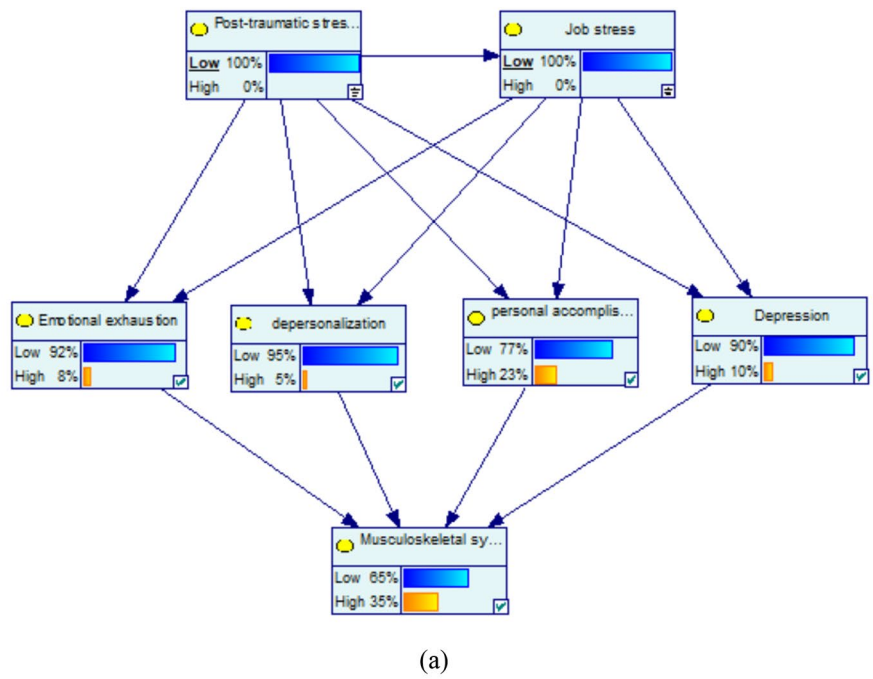 Post-traumatic stres...
Low 100%
High 0%
Job stress
Low 100%
High 0%
Emotional exhaustion
Low 92%
High 8%
depersonalization
Low 95%
High 5%
personal accomplis...
Low 77%
High 23%
Depression
Low 90%
High 10%
Musculoskeletal sy...
Low 65%
High 35%
(a)